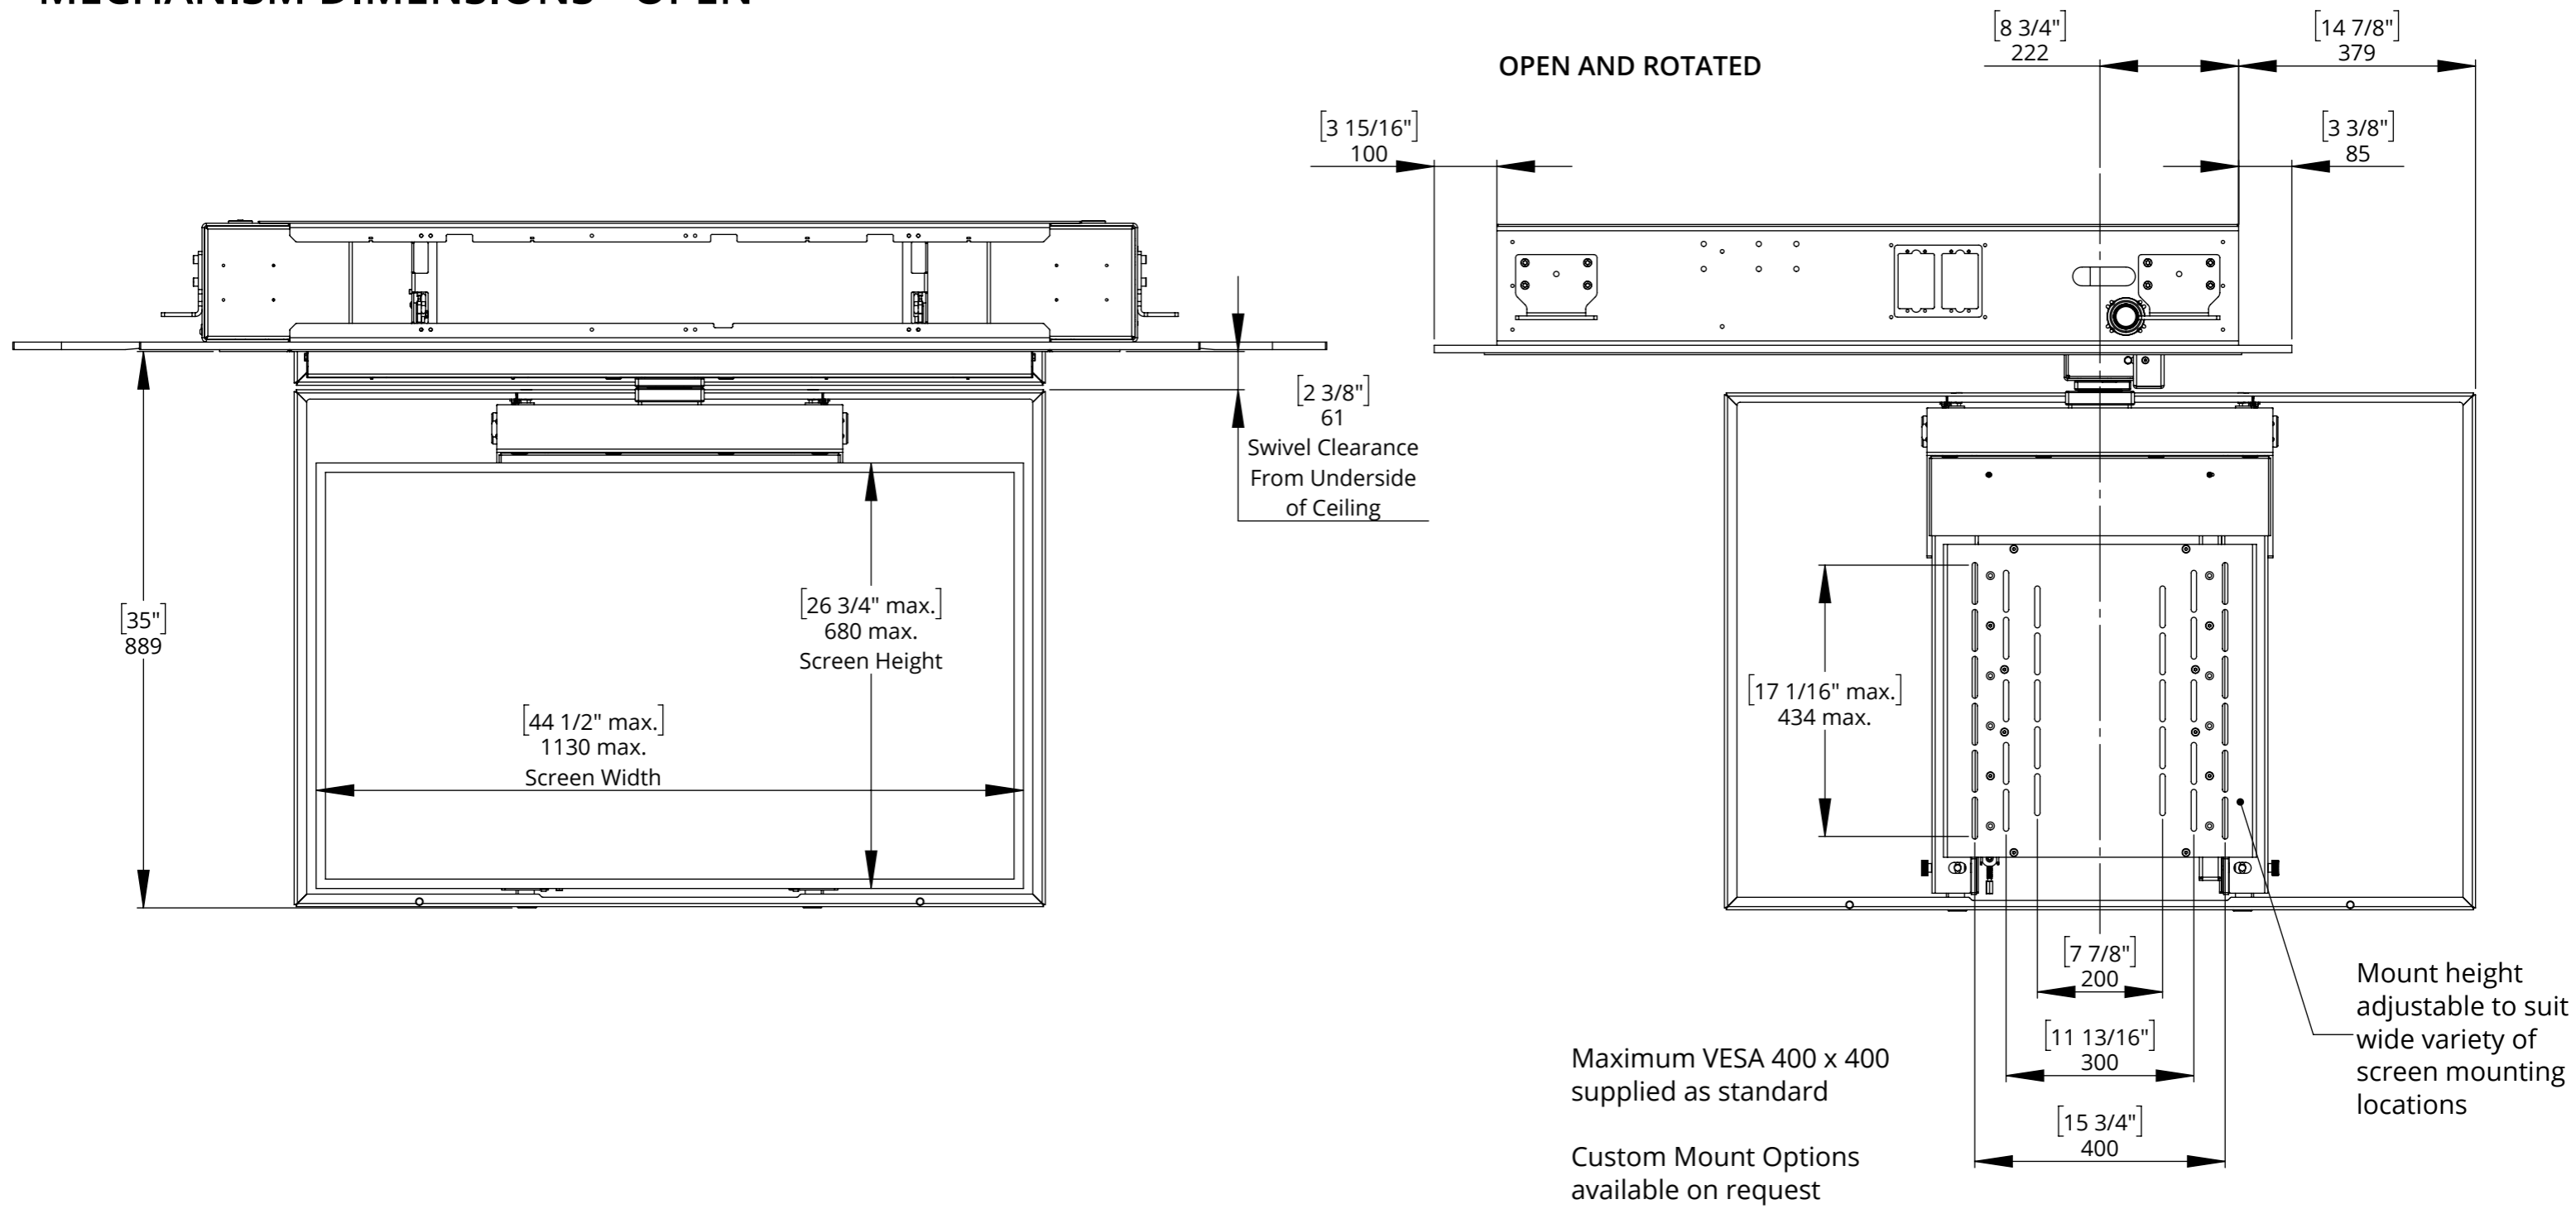 MECHANISM DIMENSIONS - OPEN
OPEN AND ROTATED
[8 3/4"]
222
[14 7/8"]
379
[3 15/16"]
100
[3 3/8"]
85
[2 3/8"]
61
Swivel Clearance
From Underside
of Ceiling
[35"]
889
[26 3/4" max.]
680 max.
Screen Height
[44 1/2" max.]
1130 max.
Screen Width
[17 1/16" max.]
434 max.
[7 7/8"]
200
[11 13/16"]
300
[15 3/4"]
400
Mount height
adjustable to suit
wide variety of
screen mounting
locations
Maximum VESA 400 x 400
supplied as standard
Custom Mount Options
available on request